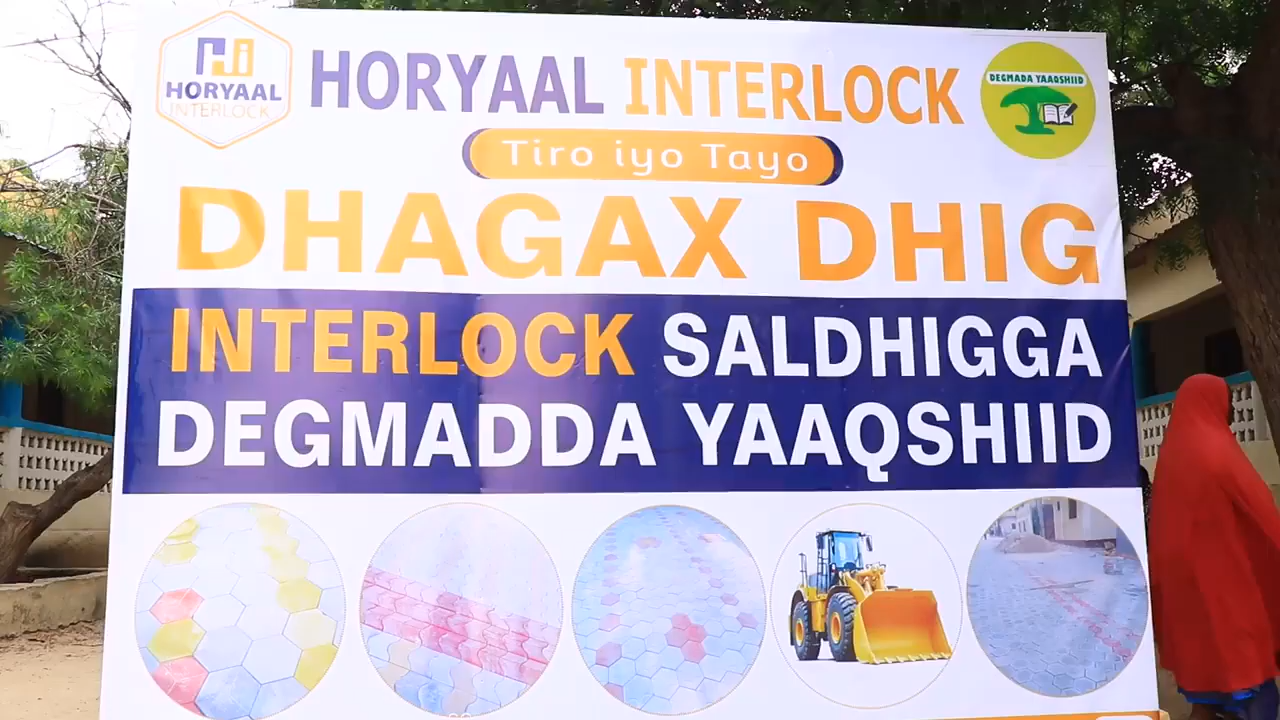 HORYAAL
INTERLOCK
HORYAAL INTERLOCK
DEGMADA YAAQSHIID
Tiro iyo Tayo
DHAGAX DHIG
INTERLOCK SALDHIGGA
DEGMADDA YAAQSHIID